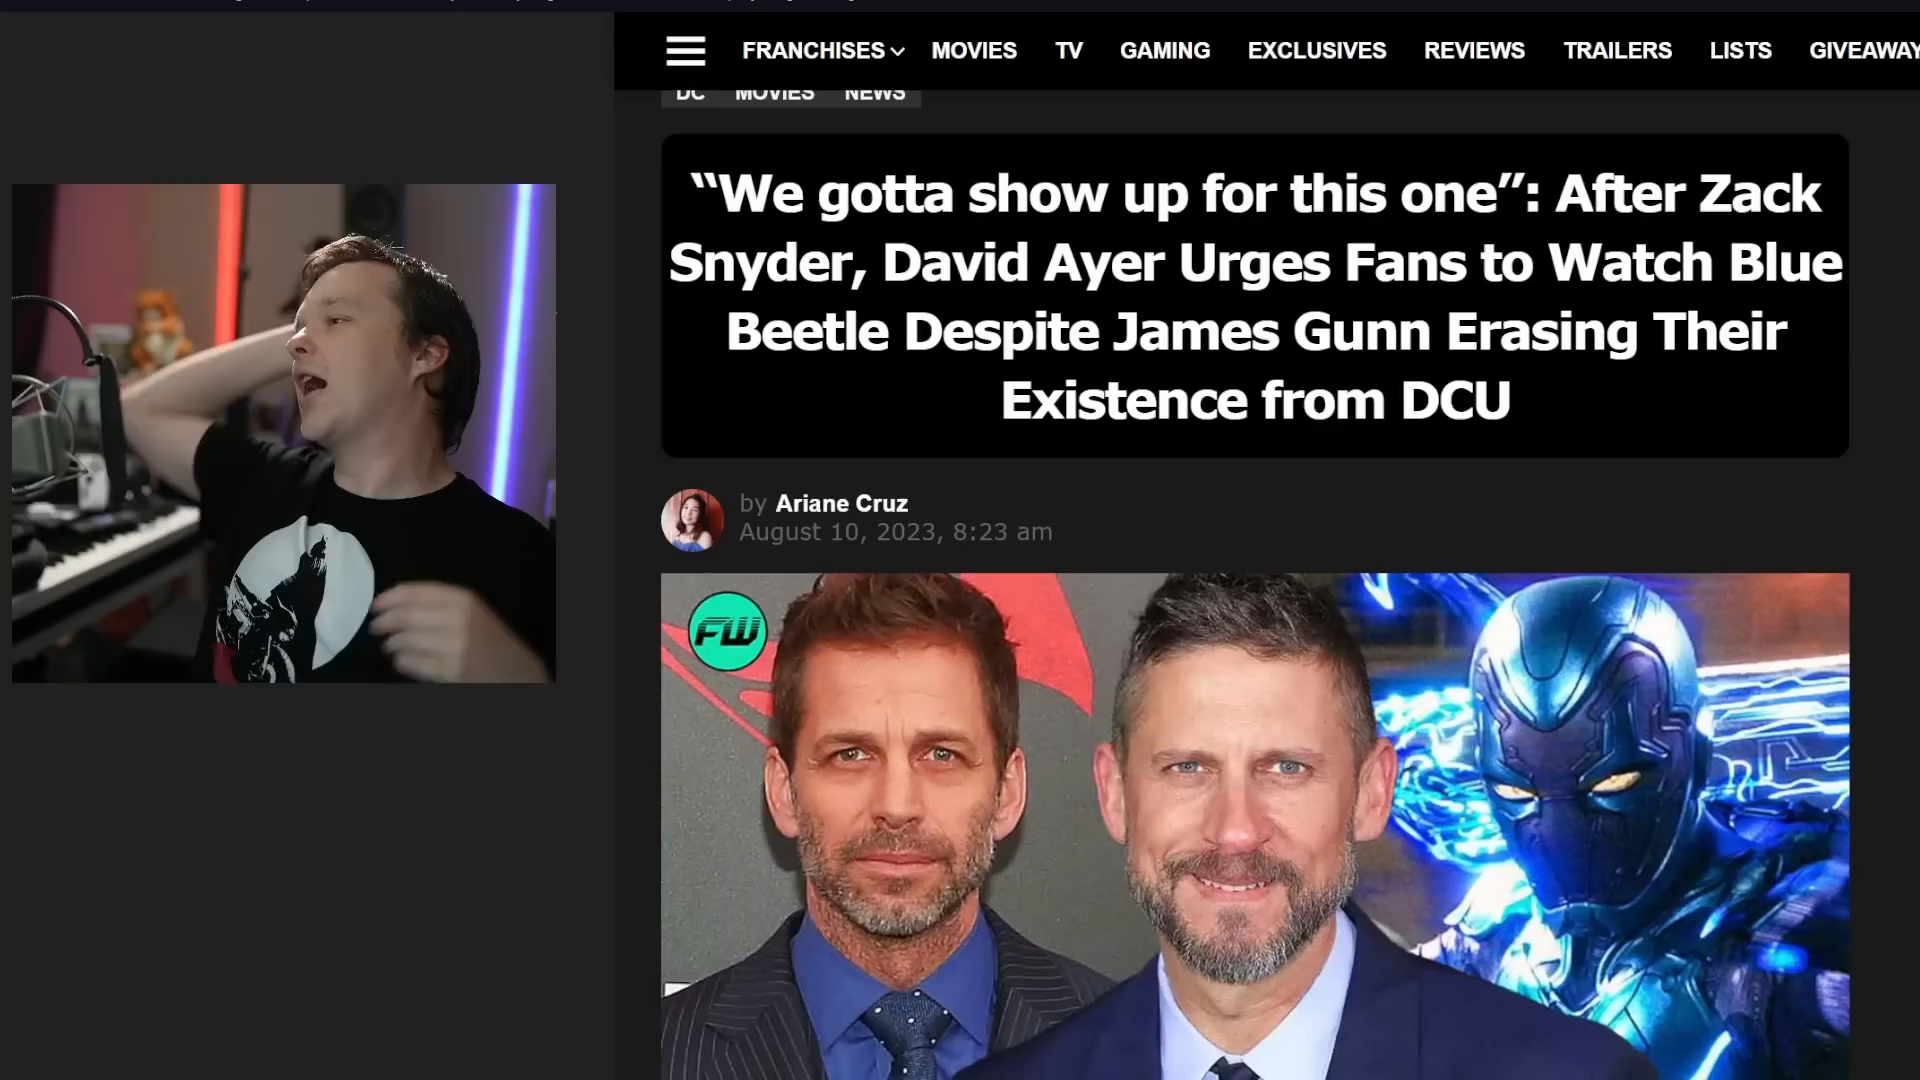 FRANCHISES MOVIES TV GAMING EXCLUSIVES REVIEWS TRAILERS LISTS GIVEAWAY
DC MOVIES NEWS
“We gotta show up for this one”: After Zack
Snyder, David Ayer Urges Fans to Watch Blue
Beetle Despite James Gunn Erasing Their
Existence from DCU
by Ariane Cruz
August 10, 2023, 8:23 am
FW